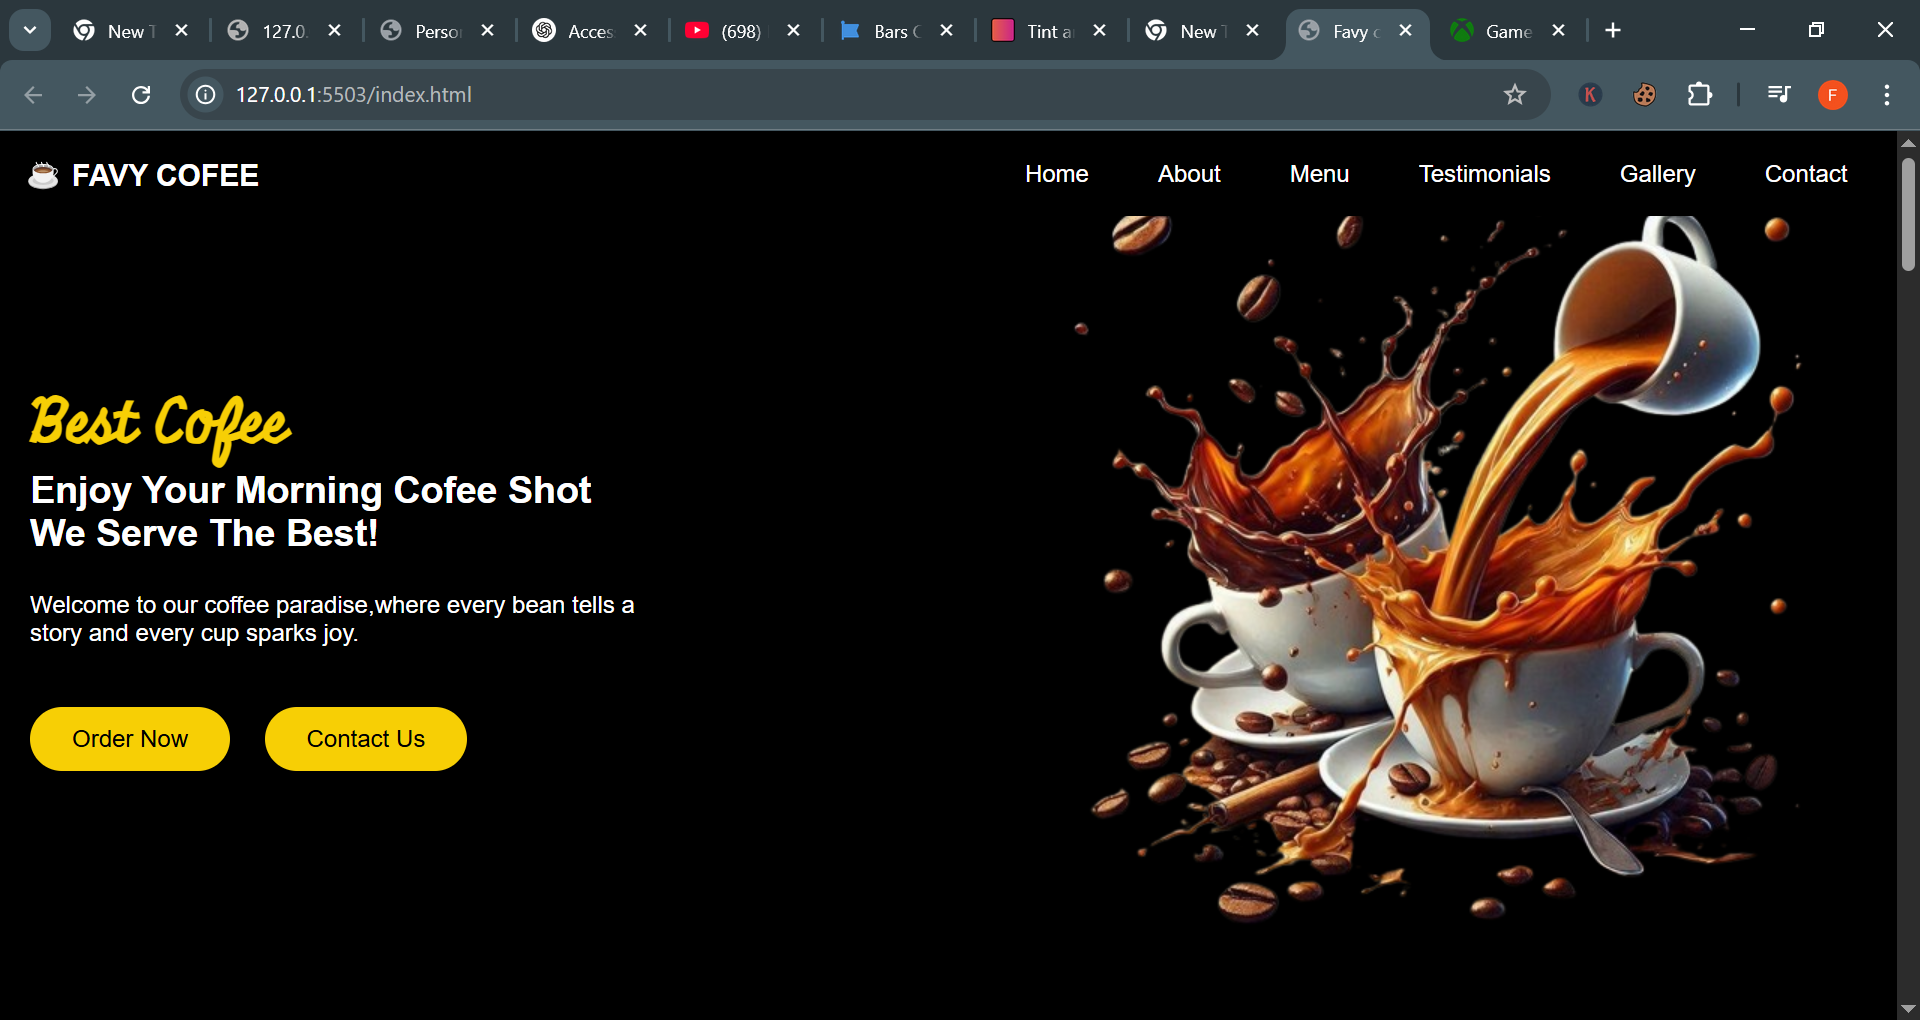 New T
127.0.
Perso
Acces
(698)
Bars C
Tint a
New T
Favy c
Game
127.0.0.1:5503/index.html
K
F
FAVY COFEE
Home
About
Menu
Testimonials
Gallery
Contact
Best Cofee
Enjoy Your Morning Cofee Shot
We Serve The Best!
Welcome to our coffee paradise,where every bean tells a
story and every cup sparks joy.
Order Now
Contact Us